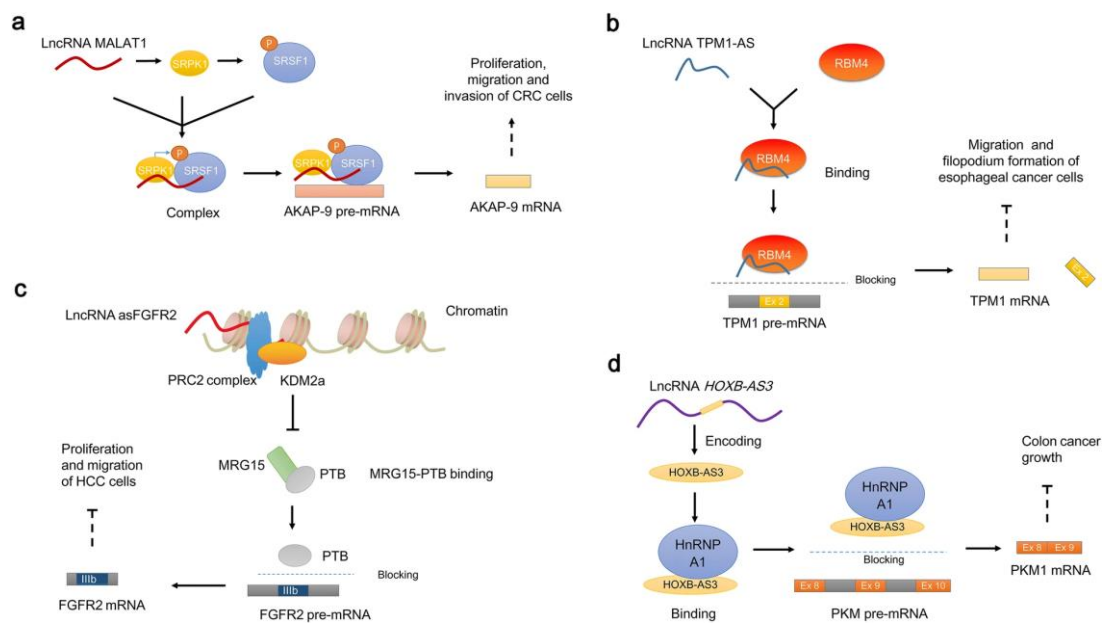 a
LncRNA MALAT1
SRPK1
P
SRSF1
Proliferation,
migration and
invasion of CRC cells
SRPK1
P
SRSF1
Complex
SRPK1
P
SRSF1
AKAP-9 pre-mRNA
AKAP-9 mRNA
b
LncRNA TPM1-AS
RBM4
RBM4
Binding
RBM4
Blocking
Ex 2
TPM1 pre-mRNA
Migration and
filopodium formation of
esophageal cancer cells
TPM1 mRNA
Ex 2
c
LncRNA asFGFR2
Chromatin
PRC2 complex
KDM2a
MRG15
PTB
MRG15-PTB binding
PTB
Blocking
IIIb
FGFR2 pre-mRNA
Proliferation
and migration
of HCC cells
IIIb
FGFR2 mRNA
d
LncRNA HOXB-AS3
Encoding
HOXB-AS3
HnRNP
A1
HOXB-AS3
Binding
HnRNP
A1
HOXB-AS3
Blocking
Ex 8
Ex 9
Ex 10
PKM pre-mRNA
Colon cancer
growth
Ex 8 Ex 9
PKM1 mRNA